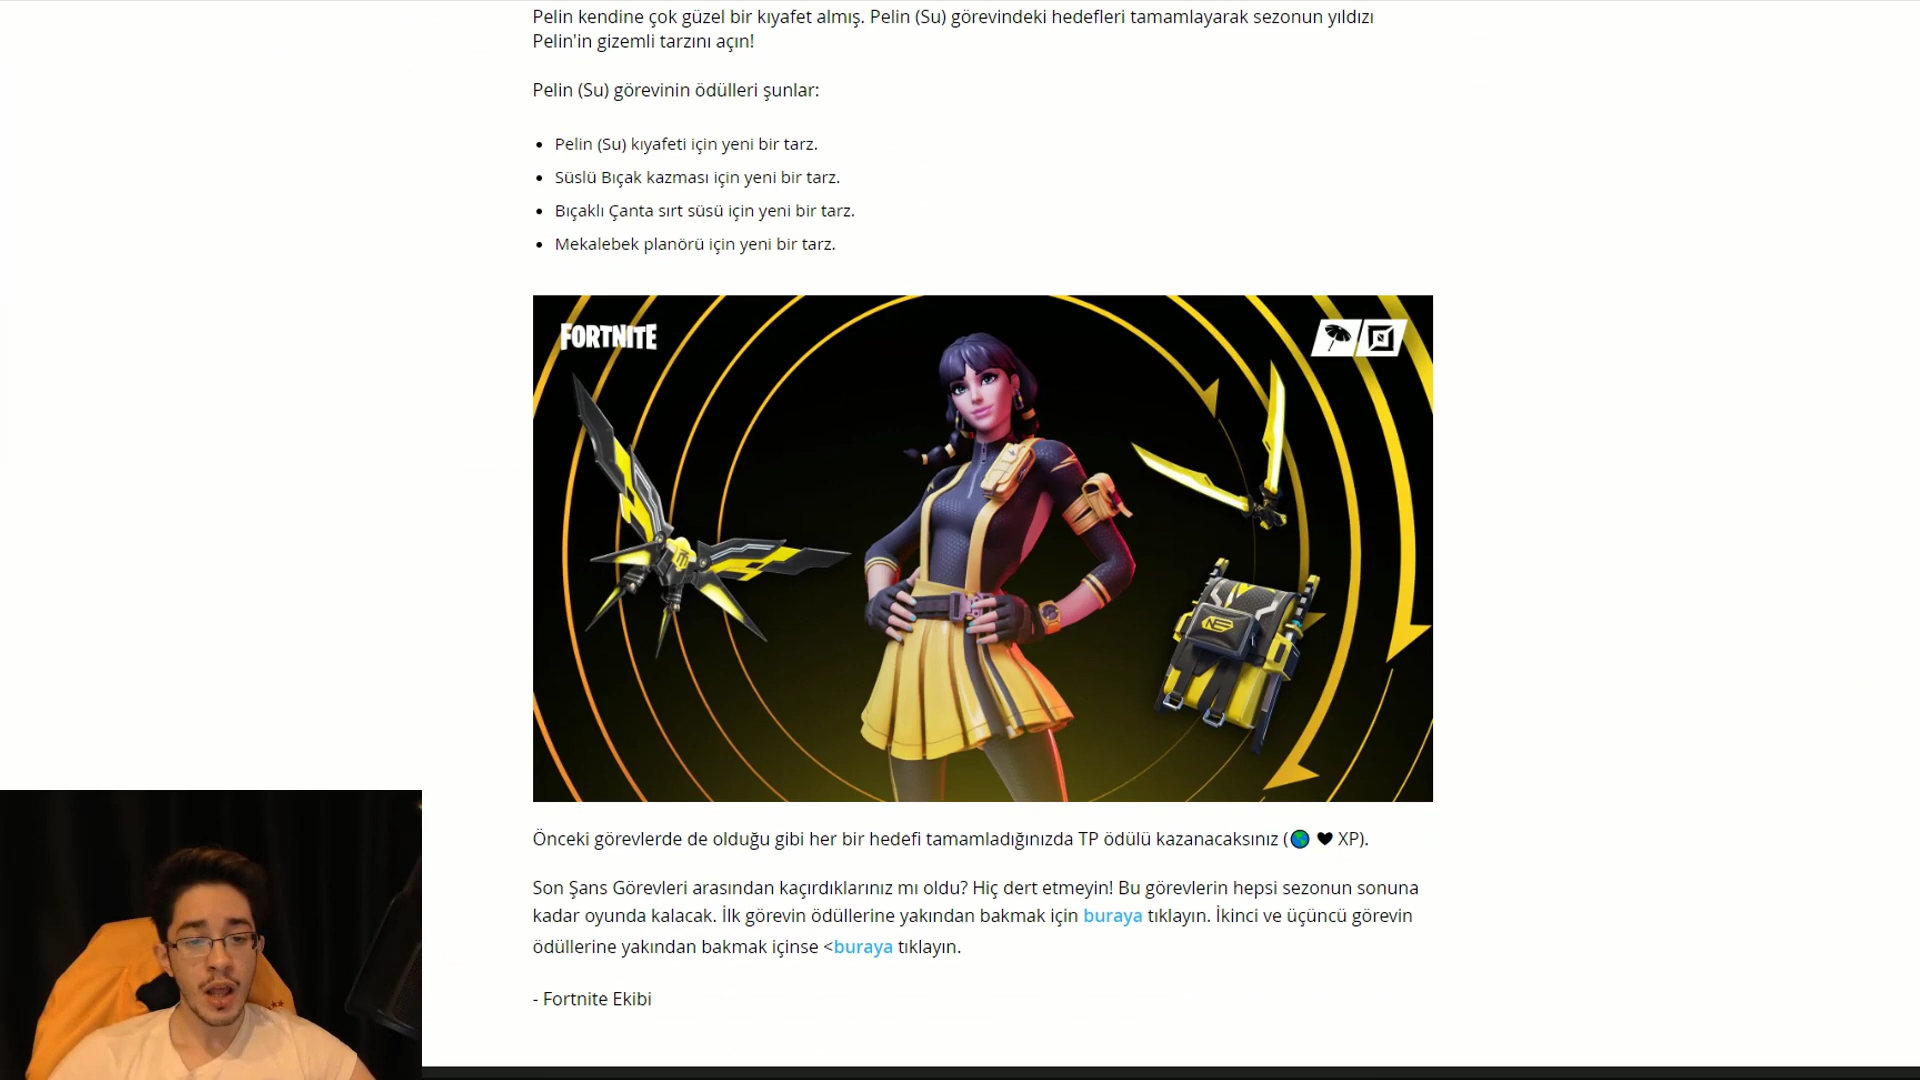 Pelin kendine çok güzel bir kıyafet almış. Pelin (Su) görevindeki hedefleri tamamlayarak sezonun yıldızı
Pelin'in gizemli tarzını açın!
Pelin (Su) görevinin ödülleri şunlar:
Pelin (Su) kıyafeti için yeni bir tarz.
Süslü Bıçak kazması için yeni bir tarz.
Bıçaklı Çanta sırt süsü için yeni bir tarz.
Mekalebek planörü için yeni bir tarz.
FORTNITE
Önceki görevlerde de olduğu gibi her bir hedefi tamamladığınızda TP ödülü kazanacaksınız (🌎 ♥ XP).
Son Şans Görevleri arasından kaçırdıklarınız mı oldu? Hiç dert etmeyin! Bu görevlerin hepsi sezonun sonuna
kadar oyunda kalacak. İlk görevin ödüllerine yakından bakmak için buraya tıklayın. İkinci ve üçüncü görevin
ödüllerine yakından bakmak içinse <buraya tıklayın.
- Fortnite Ekibi